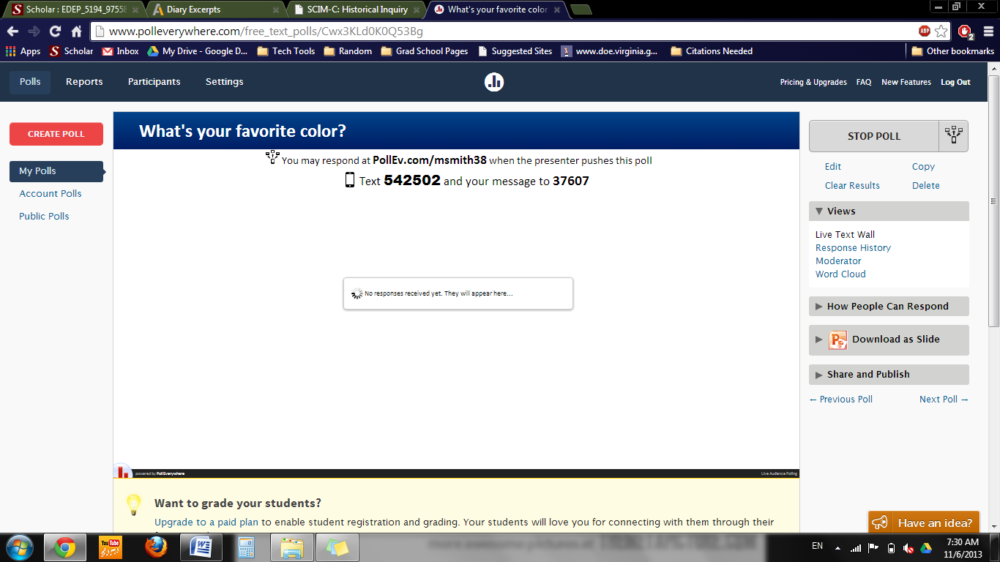 Scholar : EDEP_5194_9755
Diary Excerpts
SCIM-C: Historical Inquiry
What's your favorite color
www.polleverywhere.com/free_text_polls/Cwx3KLd0K0Q53Bg
ABP
2
Apps
Scholar
Inbox
My Drive - Google D...
Tech Tools
Random
Grad School Pages
Suggested Sites
www.doe.virginia.g...
Citations Needed
Other bookmarks
Polls
Reports
Participants
Settings
Pricing & Upgrades
FAQ
New Features
Log Out
CREATE POLL
My Polls
Account Polls
Public Polls
What's your favorite color?
You may respond at PollEv.com/msmith38 when the presenter pushes this poll
Text 542502 and your message to 37607
No responses received yet. They will appear here...
powered by Poll Everywhere
Live Audience Polling
STOP POLL
Edit
Copy
Clear Results
Delete
Views
Live Text Wall
Response History
Moderator
Word Cloud
How People Can Respond
Download as Slide
Share and Publish
← Previous Poll
Next Poll →
Want to grade your students?
Upgrade to a paid plan to enable student registration and grading. Your students will love you for connecting with them through their
Have an idea?
You Tube
EN
7:30 AM
11/6/2013